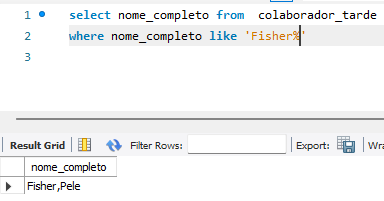 1 select nome_completo from colaborador_tarde
2 where nome_completo like 'Fisher%'
3
Result Grid Filter Rows: Export: Wra
nome_completo
Fisher,Pele